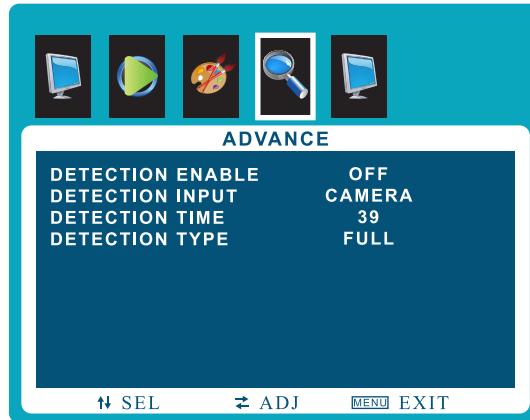 ADVANCE
DETECTION ENABLE OFF
DETECTION INPUT CAMERA
DETECTION TIME 39
DETECTION TYPE FULL
SEL ADJ MENU EXIT